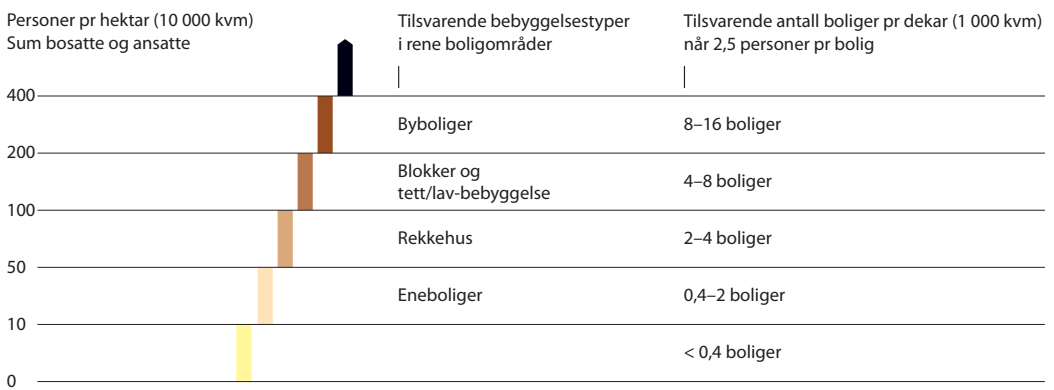 Personer pr hektar (10 000 kvm)
Sum bosatte og ansatte
Tilsvarende bebyggelsestyper
i rene boligområder
Tilsvarende antall boliger pr dekar (1 000 kvm)
når 2,5 personer pr bolig
400
Byboliger
8–16 boliger
200
Blokker og
tett/lav-bebyggelse
4–8 boliger
100
Rekkehus
2–4 boliger
50
Eneboliger
0,4–2 boliger
10
< 0,4 boliger
0